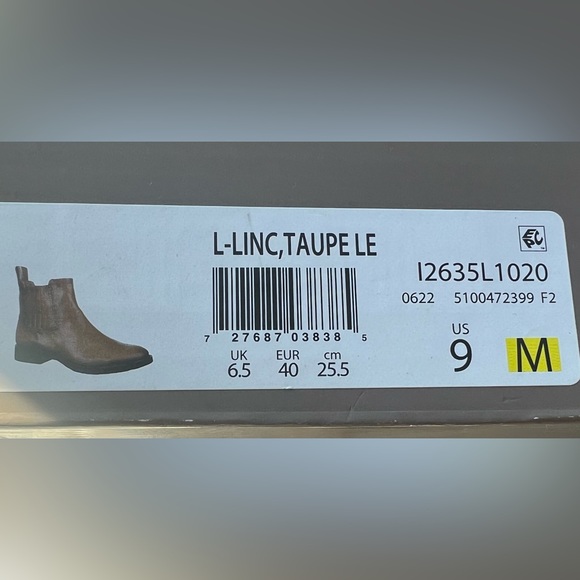 L-LINC,TAUPE LE
7 27687 03838 5
UK EUR cm
6.5 40 25.5
I2635L1020
0622 5100472399 F2
US
9 M